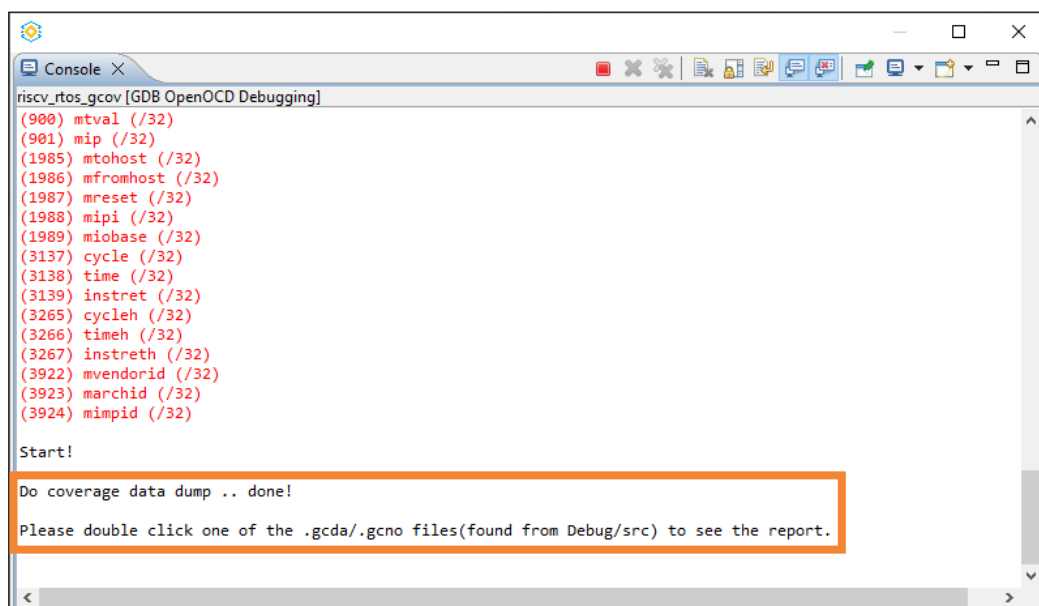 Console
riscv_rtos_gcov [GDB OpenOCD Debugging]
(900) mtval (/32)
(901) mip (/32)
(1985) mtohost (/32)
(1986) mfromhost (/32)
(1987) mreset (/32)
(1988) mipi (/32)
(1989) miobase (/32)
(3137) cycle (/32)
(3138) time (/32)
(3139) instret (/32)
(3265) cycleh (/32)
(3266) timeh (/32)
(3267) instreth (/32)
(3922) mvendorid (/32)
(3923) marchid (/32)
(3924) mimpid (/32)
Start!
Do coverage data dump .. done!
Please double click one of the .gcda/.gcno files(found from Debug/src) to see the report.